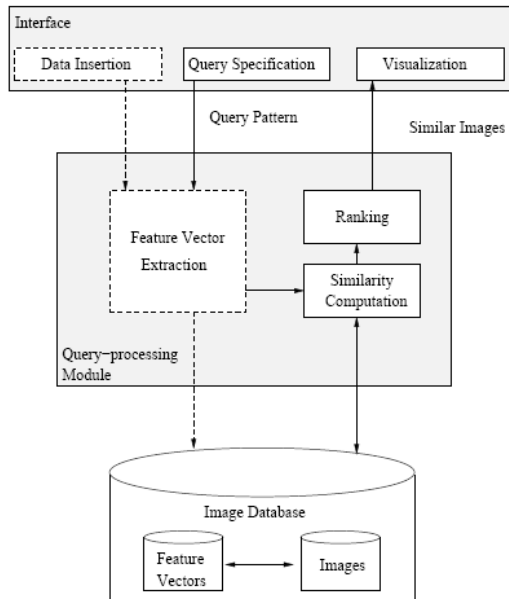 Interface
Data Insertion
Query Specification
Visualization
Query Pattern
Similar Images
Feature Vector
Extraction
Ranking
Similarity
Computation
Query-processing
Module
Image Database
Feature
Vectors
Images